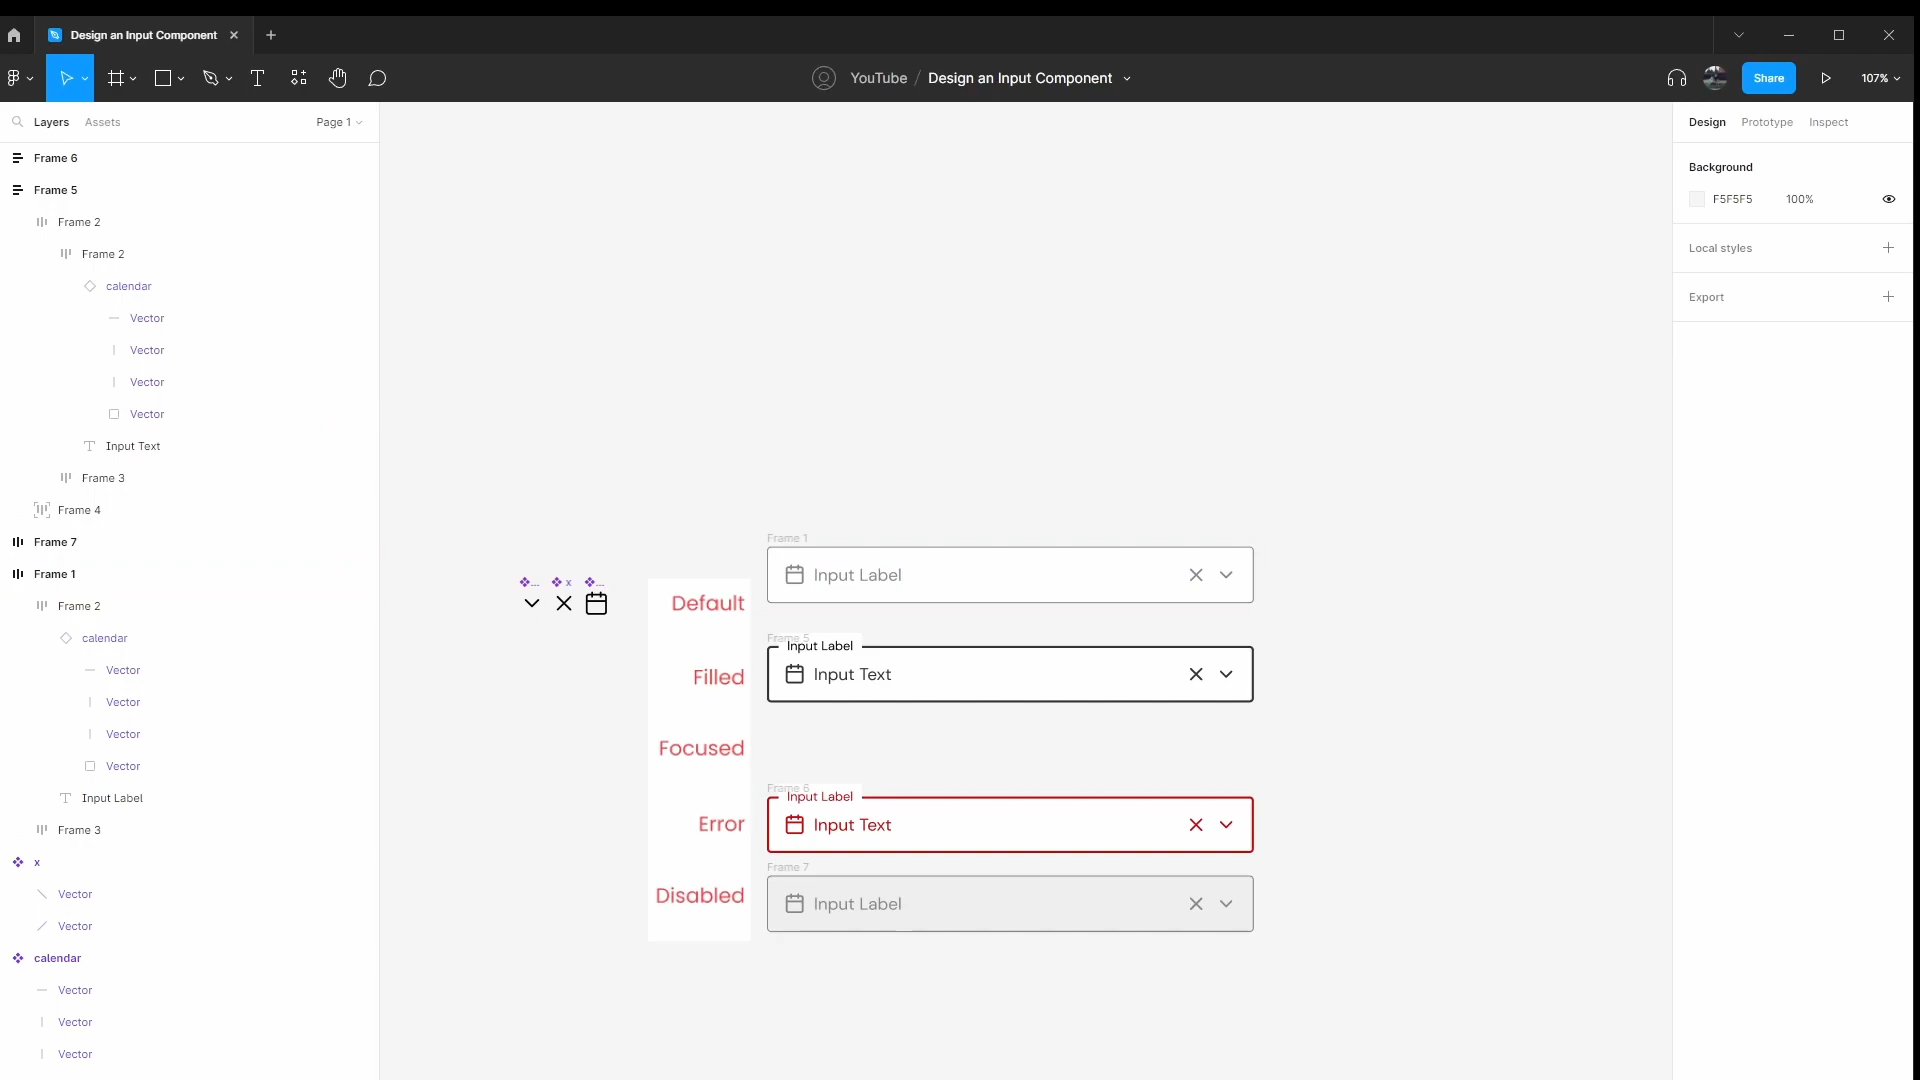 Design an Input Component
YouTube / Design an Input Component
Share
107%
Layers
Assets
Page 1
Frame 6
Frame 5
Frame 2
Frame 2
calendar
Vector
Vector
Vector
Vector
Input Text
Frame 3
Frame 4
Frame 7
Frame 1
Frame 2
calendar
Vector
Vector
Vector
Vector
Input Label
Frame 3
x
Vector
Vector
calendar
Vector
Vector
Vector
... x ...
Default
Filled
Focused
Error
Disabled
Frame 1
Input Label
Frame 5
Input Label
Input Text
Frame 6
Input Label
Input Text
Frame 7
Input Label
Design
Prototype
Inspect
Background
F5F5F5
100%
Local styles
Export